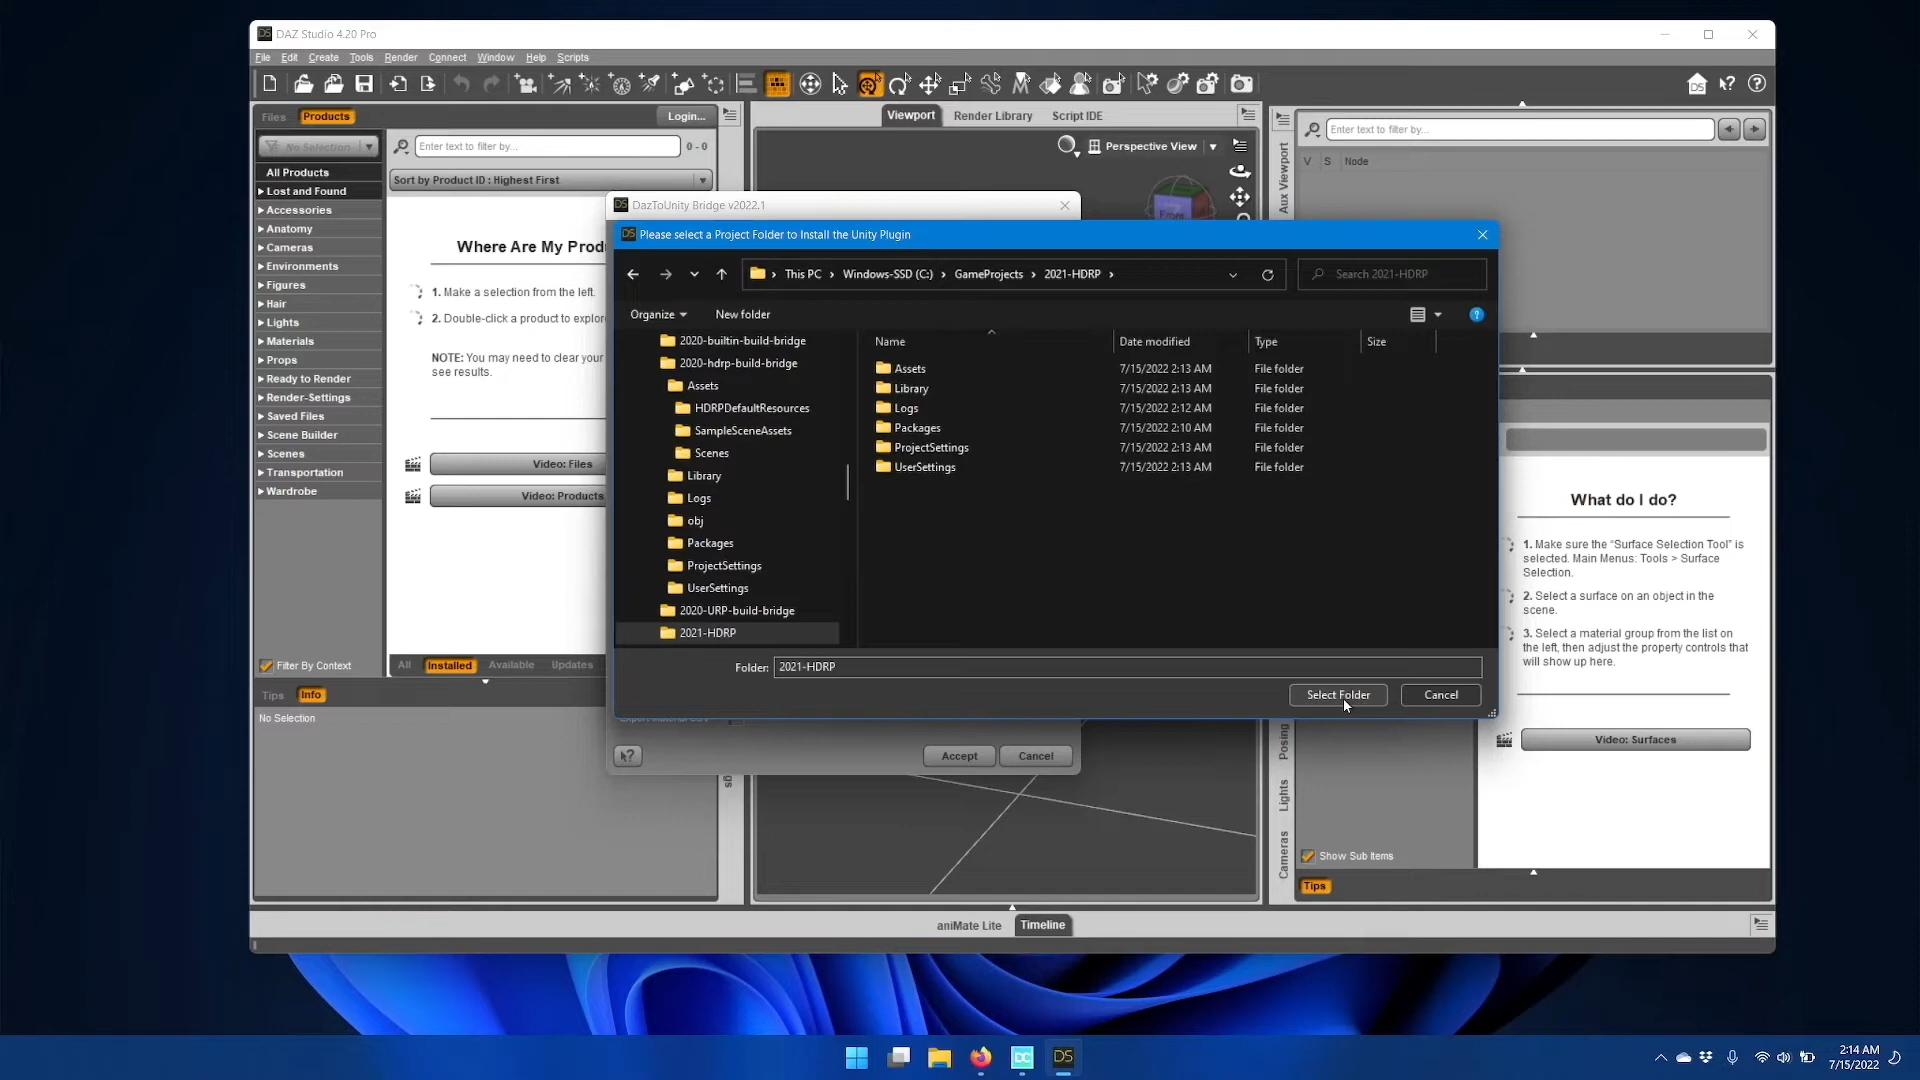 DAZ Studio 4.20 Pro
File Edit Create Tools Render Connect Window Help Scripts
Files Products Login...
No Selection
Enter text to filter by... 0 - 0
All Products
Sort by Product ID : Highest First
Lost and Found
Accessories
Anatomy
Cameras
Environments
Figures
Hair
Lights
Materials
Props
Ready to Render
Render-Settings
Saved Files
Scene Builder
Scenes
Transportation
Wardrobe
Filter By Context
Where Are My Prod
1. Make a selection from the left.
2. Double-click a product to explor
NOTE: You may need to clear your
see results.
Video: Files
Video: Products
All Installed Available Updates
Tips Info
No Selection
Viewport Render Library Script IDE
Perspective View
Front
DazToUnity Bridge v2022.1
Please select a Project Folder to Install the Unity Plugin
This PC Windows-SSD (C:) GameProjects 2021-HDRP
Search 2021-HDRP
Organize New folder
2020-builtin-build-bridge
2020-hdrp-build-bridge
Assets
HDRPDefaultResources
SampleSceneAssets
Scenes
Library
Logs
obj
Packages
ProjectSettings
UserSettings
2020-URP-build-bridge
2021-HDRP
Name Date modified Type Size
Assets 7/15/2022 2:13 AM File folder
Library 7/15/2022 2:13 AM File folder
Logs 7/15/2022 2:12 AM File folder
Packages 7/15/2022 2:10 AM File folder
ProjectSettings 7/15/2022 2:13 AM File folder
UserSettings 7/15/2022 2:13 AM File folder
Folder: 2021-HDRP
Select Folder Cancel
Accept Cancel
Enter text to filter by...
V S Node
Aux Viewport
What do I do?
1. Make sure the "Surface Selection Tool" is
selected. Main Menus: Tools > Surface
Selection.
2. Select a surface on an object in the
scene.
3. Select a material group from the list on
the left, then adjust the property controls that
will show up here.
Video: Surfaces
Posing
Lights
Cameras
Show Sub Items
Tips
aniMate Lite Timeline
DS
2:14 AM
7/15/2022